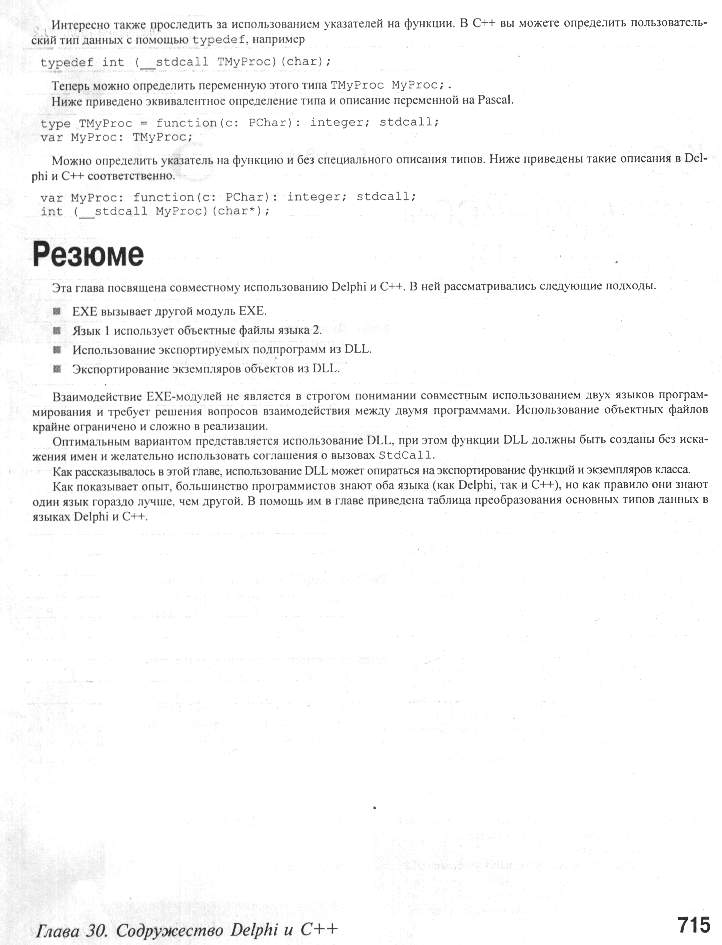 Интересно также проследить за использованием указателей на функции. В C++ вы можете определить пользователь-
ский тип данных с помощью typedef, например
typedef int (__stdcall TMyProc)(char);
Теперь можно определить переменную этого типа TMyProc MyProc;.
Ниже приведено эквивалентное определение типа и описание переменной на Pascal.
type TMyProc = function(c: PChar): integer; stdcall;
var MyProc: TMyProc;
Можно определить указатель на функцию и без специального описания типов. Ниже приведены такие описания в Del-
phi и C++ соответственно.
var MyProc: function(c: PChar): integer; stdcall;
int (__stdcall MyProc)(char*);
Резюме
Эта глава посвящена совместному использованию Delphi и C++. В ней рассматривались следующие подходы.
■ EXE вызывает другой модуль EXE.
■ Язык 1 использует объектные файлы языка 2.
■ Использование экспортируемых подпрограмм из DLL.
■ Экспортирование экземпляров объектов из DLL.
Взаимодействие EXE-модулей не является в строгом понимании совместным использованием двух языков програм-
мирования и требует решения вопросов взаимодействия между двумя программами. Использование объектных файлов
крайне ограничено и сложно в реализации.
Оптимальным вариантом представляется использование DLL, при этом функции DLL должны быть созданы без иска-
жения имен и желательно использовать соглашения о вызовах StdCall.
Как рассказывалось в этой главе, использование DLL может опираться на экспортирование функций и экземпляров класса.
Как показывает опыт, большинство программистов знают оба языка (как Delphi, так и C++), но как правило они знают
один язык гораздо лучше, чем другой. В помощь им в главе приведена таблица преобразования основных типов данных в
языках Delphi и C++.
Глава 30. Содружество Delphi и C++
715